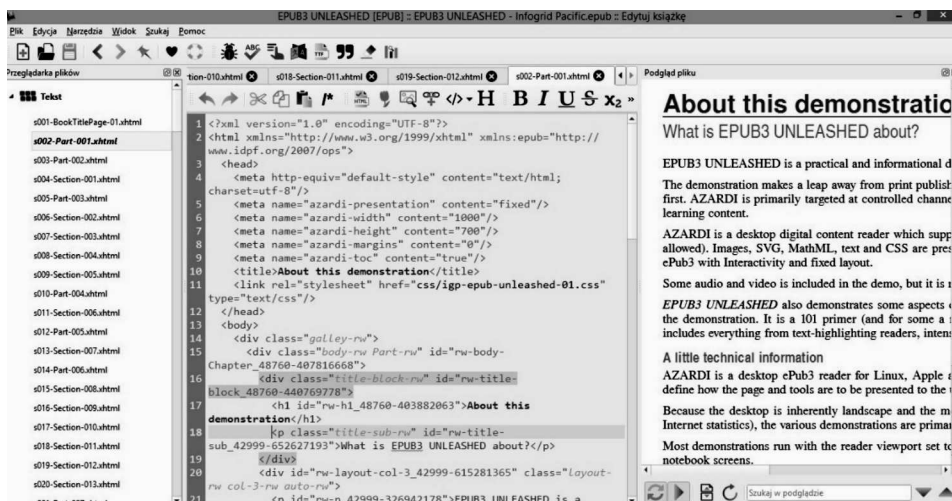 EPUB3 UNLEASHED [EPUB] :: EPUB3 UNLEASHED - Infogrid Pacific.epub :: Edytuj książkę
Plik Edycja Narzędzia Widok Szukaj Pomoc
Przeglądarka plików
Tekst
s001-BookTitlePage-01.xhtml
s002-Part-001.xhtml
s003-Part-002.xhtml
s004-Section-001.xhtml
s005-Part-003.xhtml
s006-Section-002.xhtml
s007-Section-003.xhtml
s008-Section-004.xhtml
s009-Section-005.xhtml
s010-Part-004.xhtml
s011-Section-006.xhtml
s012-Part-005.xhtml
s013-Section-007.xhtml
s014-Part-006.xhtml
s015-Section-008.xhtml
s016-Section-009.xhtml
s017-Section-010.xhtml
s018-Section-011.xhtml
s019-Section-012.xhtml
s020-Section-013.xhtml
tion-010.xhtml s018-Section-011.xhtml s019-Section-012.xhtml s002-Part-001.xhtml
H B I U S X₂ »
1 <?xml version="1.0" encoding="UTF-8"?>
2 <html xmlns="http://www.w3.org/1999/xhtml" xmlns:epub="http://
www.idpf.org/2007/ops">
3 <head>
4 <meta http-equiv="default-style" content="text/html;
charset=utf-8"/>
5 <meta name="azardi-presentation" content="fixed"/>
6 <meta name="azardi-width" content="1000"/>
7 <meta name="azardi-height" content="700"/>
8 <meta name="azardi-margins" content="0"/>
9 <meta name="azardi-toc" content="true"/>
10 <title>About this demonstration</title>
11 <link rel="stylesheet" href="css/igp-epub-unleashed-01.css"
type="text/css"/>
12 </head>
13 <body>
14 <div class="galley-rw">
15 <div class="body-rw Part-rw" id="rw-body-
Chapter_48760-407816668">
16 <div class="title-block-rw" id="rw-title-
block_48760-440769778">
17 <h1 id="rw-h1_48760-403882063">About this
demonstration</h1>
18 <p class="title-sub-rw" id="rw-title-
sub_42999-652627193">What is EPUB3 UNLEASHED about?</p>
19 </div>
20 <div id="rw-layout-col-3_42999-615281365" class="layout-
rw col-3-rw auto-rw">
21 <p id="rw-p_42999-326942178">EPUB3 UNLEASHED is a
Podgląd pliku
About this demonstratio
What is EPUB3 UNLEASHED about?
EPUB3 UNLEASHED is a practical and informational d
The demonstration makes a leap away from print publish
first. AZARDI is primarily targeted at controlled channe
learning content.
AZARDI is a desktop digital content reader which supp
allowed). Images, SVG, MathML, text and CSS are pres
ePub3 with Interactivity and fixed layout.
Some audio and video is included in the demo, but it is
EPUB3 UNLEASHED also demonstrates some aspects
the demonstration. It is a 101 primer (and for some a
includes everything from text-highlighting readers, intens
A little technical information
AZARDI is a desktop ePub3 reader for Linux, Apple
define how the page and tools are to be presented to the
Because the desktop is inherently landscape and the m
Internet statistics), the various demonstrations are primar
Most demonstrations run with the reader viewport set to
notebook screens.
Szukaj w podglądzie